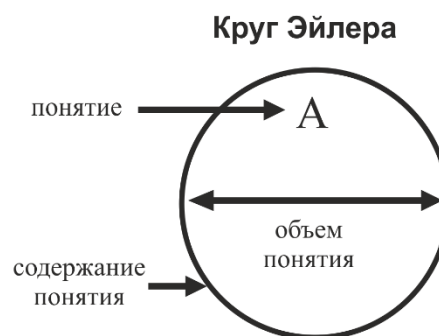 Круг Эйлера
понятие
А
объем
понятия
содержание
понятия